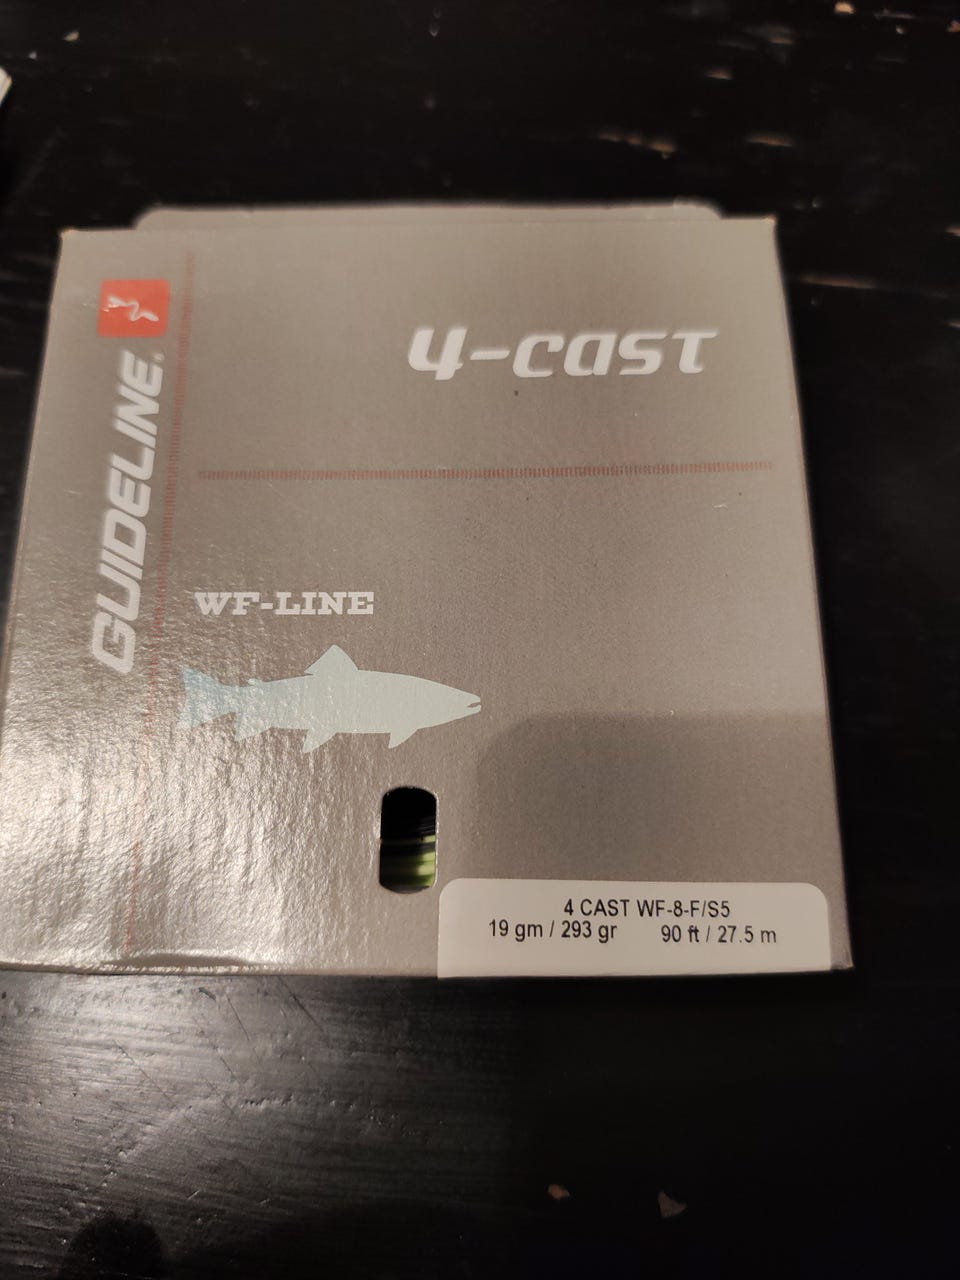 4-cast
GUIDELINE®
WF-LINE
4 CAST WF-8-F/S5
19 gm / 293 gr 90 ft / 27.5 m